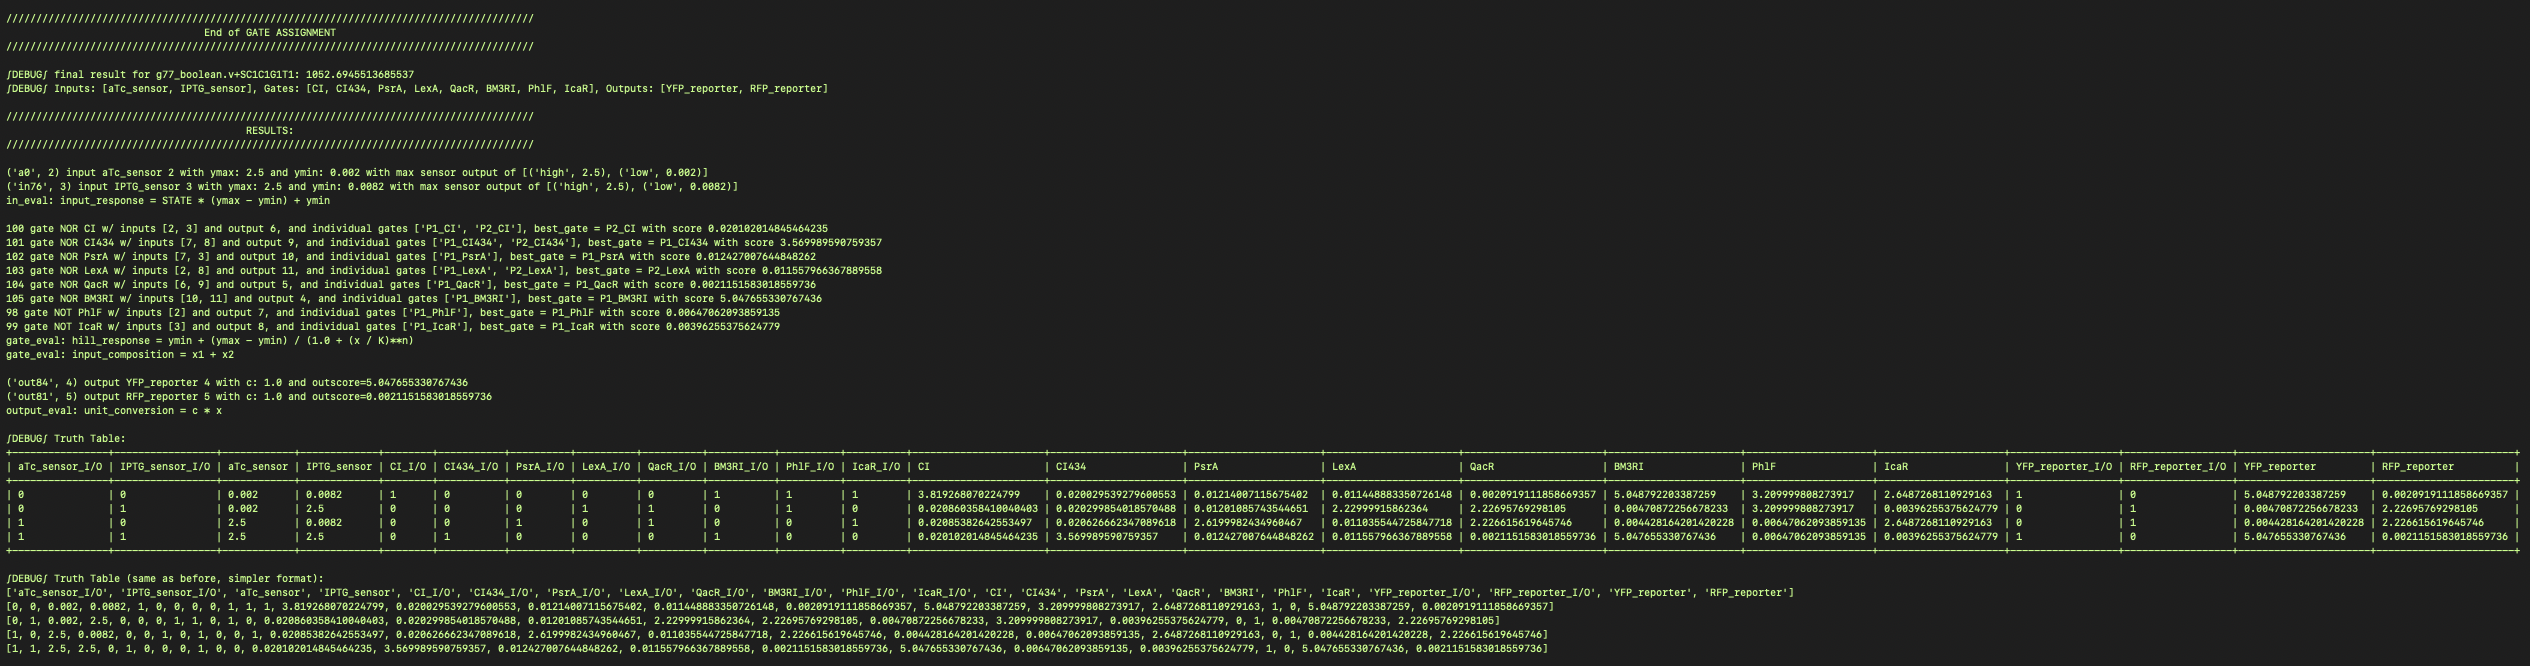 ////////////////////////////////////////////////////////////////////////////////////////
End of GATE ASSIGNMENT
////////////////////////////////////////////////////////////////////////////////////////
∫DEBUG∫ final result for g77_boolean.v+SC1C1G1T1: 1052.6945513685537
∫DEBUG∫ Inputs: [aTc_sensor, IPTG_sensor], Gates: [CI, CI434, PsrA, LexA, QacR, BM3RI, PhlF, IcaR], Outputs: [YFP_reporter, RFP_reporter]
////////////////////////////////////////////////////////////////////////////////////////
RESULTS:
////////////////////////////////////////////////////////////////////////////////////////
('a0', 2) input aTc_sensor 2 with ymax: 2.5 and ymin: 0.002 with max sensor output of [('high', 2.5), ('low', 0.002)]
('in76', 3) input IPTG_sensor 3 with ymax: 2.5 and ymin: 0.0082 with max sensor output of [('high', 2.5), ('low', 0.0082)]
in_eval: input_response = STATE * (ymax - ymin) + ymin
100 gate NOR CI w/ inputs [2, 3] and output 6, and individual gates ['P1_CI', 'P2_CI'], best_gate = P2_CI with score 0.020102014845464235
101 gate NOR CI434 w/ inputs [7, 8] and output 9, and individual gates ['P1_CI434', 'P2_CI434'], best_gate = P1_CI434 with score 3.569989590759357
102 gate NOR PsrA w/ inputs [7, 3] and output 10, and individual gates ['P1_PsrA'], best_gate = P1_PsrA with score 0.012427007644848262
103 gate NOR LexA w/ inputs [2, 8] and output 11, and individual gates ['P1_LexA', 'P2_LexA'], best_gate = P2_LexA with score 0.011557966367889558
104 gate NOR QacR w/ inputs [6, 9] and output 5, and individual gates ['P1_QacR'], best_gate = P1_QacR with score 0.0021151583018559736
105 gate NOR BM3RI w/ inputs [10, 11] and output 4, and individual gates ['P1_BM3RI'], best_gate = P1_BM3RI with score 5.047655330767436
98 gate NOT PhlF w/ inputs [2] and output 7, and individual gates ['P1_PhlF'], best_gate = P1_PhlF with score 0.00647062093859135
99 gate NOT IcaR w/ inputs [3] and output 8, and individual gates ['P1_IcaR'], best_gate = P1_IcaR with score 0.00396255375624779
gate_eval: hill_response = ymin + (ymax - ymin) / (1.0 + (x / K)**n)
gate_eval: input_composition = x1 + x2
('out84', 4) output YFP_reporter 4 with c: 1.0 and outscore=5.047655330767436
('out81', 5) output RFP_reporter 5 with c: 1.0 and outscore=0.0021151583018559736
output_eval: unit_conversion = c * x
∫DEBUG∫ Truth Table:
| aTc_sensor_I/O | IPTG_sensor_I/O | aTc_sensor | IPTG_sensor | CI_I/O | CI434_I/O | PsrA_I/O | LexA_I/O | QacR_I/O | BM3RI_I/O | PhlF_I/O | IcaR_I/O | CI | CI434 | PsrA | LexA | QacR | BM3RI | PhlF | IcaR | YFP_reporter_I/O | RFP_reporter_I/O | YFP_reporter | RFP_reporter |
| 0 | 0 | 0.002 | 0.0082 | 1 | 0 | 0 | 0 | 0 | 1 | 1 | 1 | 3.819268070224799 | 0.020029539279600553 | 0.01214007115675402 | 0.011448883350726148 | 0.0020919111858669357 | 5.048792203387259 | 3.209999808273917 | 2.6487268110929163 | 1 | 0 | 5.048792203387259 | 0.0020919111858669357 |
| 0 | 1 | 0.002 | 2.5 | 0 | 0 | 0 | 1 | 1 | 0 | 1 | 0 | 0.020860358410040403 | 0.020299854018570488 | 0.01201085743544651 | 2.22999915862364 | 2.22695769298105 | 0.00470872256678233 | 3.209999808273917 | 0.00396255375624779 | 0 | 1 | 0.00470872256678233 | 2.22695769298105 |
| 1 | 0 | 2.5 | 0.0082 | 0 | 0 | 1 | 0 | 1 | 0 | 0 | 1 | 0.02085382642553497 | 0.020626662347089618 | 2.6199982434960467 | 0.011035544725847718 | 2.226615619645746 | 0.004428164201420228 | 0.00647062093859135 | 2.6487268110929163 | 0 | 1 | 0.004428164201420228 | 2.226615619645746 |
| 1 | 1 | 2.5 | 2.5 | 0 | 1 | 0 | 0 | 0 | 1 | 0 | 0 | 0.020102014845464235 | 3.569989590759357 | 0.012427007644848262 | 0.011557966367889558 | 0.0021151583018559736 | 5.047655330767436 | 0.00647062093859135 | 0.00396255375624779 | 1 | 0 | 5.047655330767436 | 0.0021151583018559736 |
∫DEBUG∫ Truth Table (same as before, simpler format):
['aTc_sensor_I/O', 'IPTG_sensor_I/O', 'aTc_sensor', 'IPTG_sensor', 'CI_I/O', 'CI434_I/O', 'PsrA_I/O', 'LexA_I/O', 'QacR_I/O', 'BM3RI_I/O', 'PhlF_I/O', 'IcaR_I/O', 'CI', 'CI434', 'PsrA', 'LexA', 'QacR', 'BM3RI', 'PhlF', 'IcaR', 'YFP_reporter_I/O', 'RFP_reporter_I/O', 'YFP_reporter', 'RFP_reporter']
[0, 0, 0.002, 0.0082, 1, 0, 0, 0, 0, 1, 1, 1, 3.819268070224799, 0.020029539279600553, 0.01214007115675402, 0.011448883350726148, 0.0020919111858669357, 5.048792203387259, 3.209999808273917, 2.6487268110929163, 1, 0, 5.048792203387259, 0.0020919111858669357]
[0, 1, 0.002, 2.5, 0, 0, 0, 1, 1, 0, 1, 0, 0.020860358410040403, 0.020299854018570488, 0.01201085743544651, 2.22999915862364, 2.22695769298105, 0.00470872256678233, 3.209999808273917, 0.00396255375624779, 0, 1, 0.00470872256678233, 2.22695769298105]
[1, 0, 2.5, 0.0082, 0, 0, 1, 0, 1, 0, 0, 1, 0.02085382642553497, 0.020626662347089618, 2.6199982434960467, 0.011035544725847718, 2.226615619645746, 0.004428164201420228, 0.00647062093859135, 2.6487268110929163, 0, 1, 0.004428164201420228, 2.226615619645746]
[1, 1, 2.5, 2.5, 0, 1, 0, 0, 0, 1, 0, 0, 0.020102014845464235, 3.569989590759357, 0.012427007644848262, 0.011557966367889558, 0.0021151583018559736, 5.047655330767436, 0.00647062093859135, 0.00396255375624779, 1, 0, 5.047655330767436, 0.0021151583018559736]